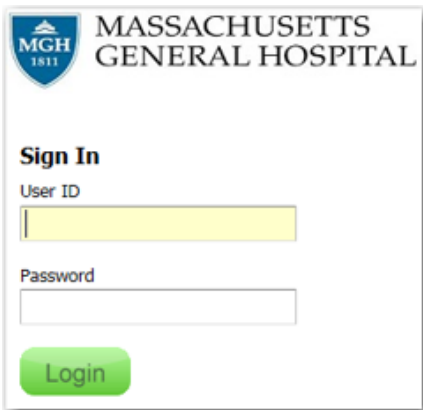 MGH
1811
MASSACHUSETTS
GENERAL HOSPITAL
Sign In
User ID
Password
Login